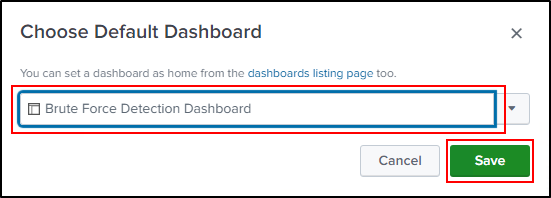 Choose Default Dashboard
You can set a dashboard as home from the dashboards listing page too.
Brute Force Detection Dashboard
Cancel
Save